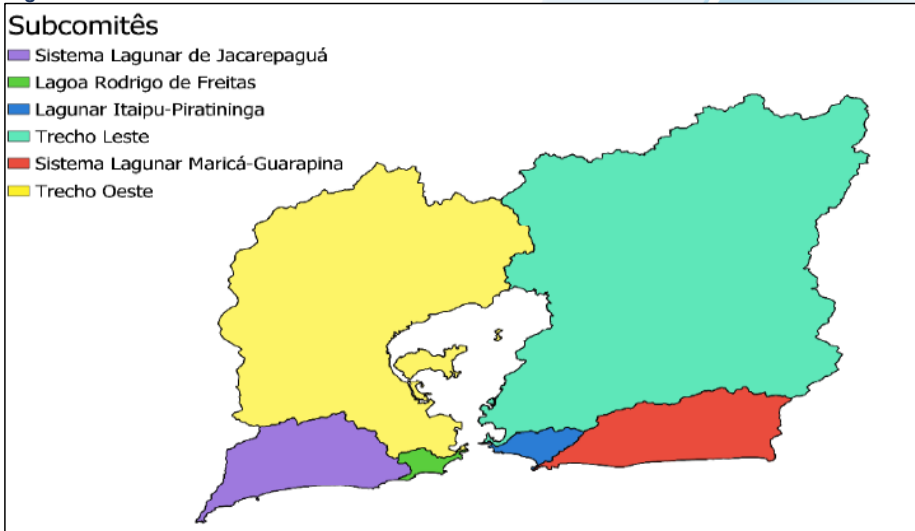 Subcomitês
Sistema Lagunar de Jacarepaguá
Lagoa Rodrigo de Freitas
Lagunar Itaipu-Piratininga
Trecho Leste
Sistema Lagunar Maricá-Guarapina
Trecho Oeste